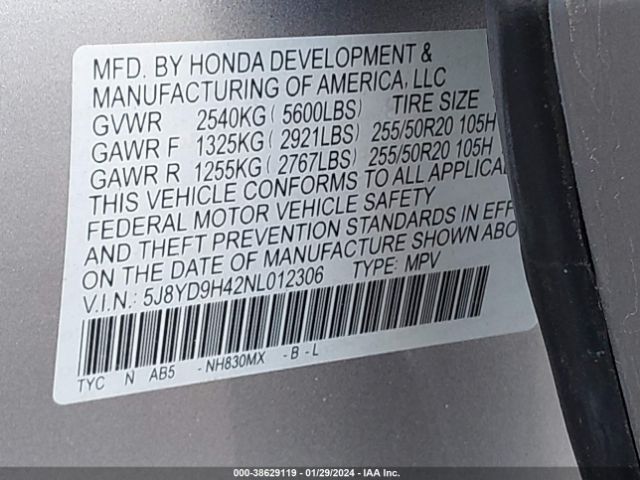 MFD. BY HONDA DEVELOPMENT &
MANUFACTURING OF AMERICA, LLC
GVWR 2540KG ( 5600LBS) TIRE SIZE
GAWR F 1325KG ( 2921LBS) 255/50R20 105H
GAWR R 1255KG ( 2767LBS) 255/50R20 105H
THIS VEHICLE CONFORMS TO ALL APPLICA
FEDERAL MOTOR VEHICLE SAFETY
AND THEFT PREVENTION STANDARDS IN EFF
ON THE DATE OF MANUFACTURE SHOWN ABO
V.I.N.: 5J8YD9H42NL012306 TYPE: MPV
TYC N AB5 -NH830MX -B - L
000-38629119 - 01/29/2024 - IAA Inc.